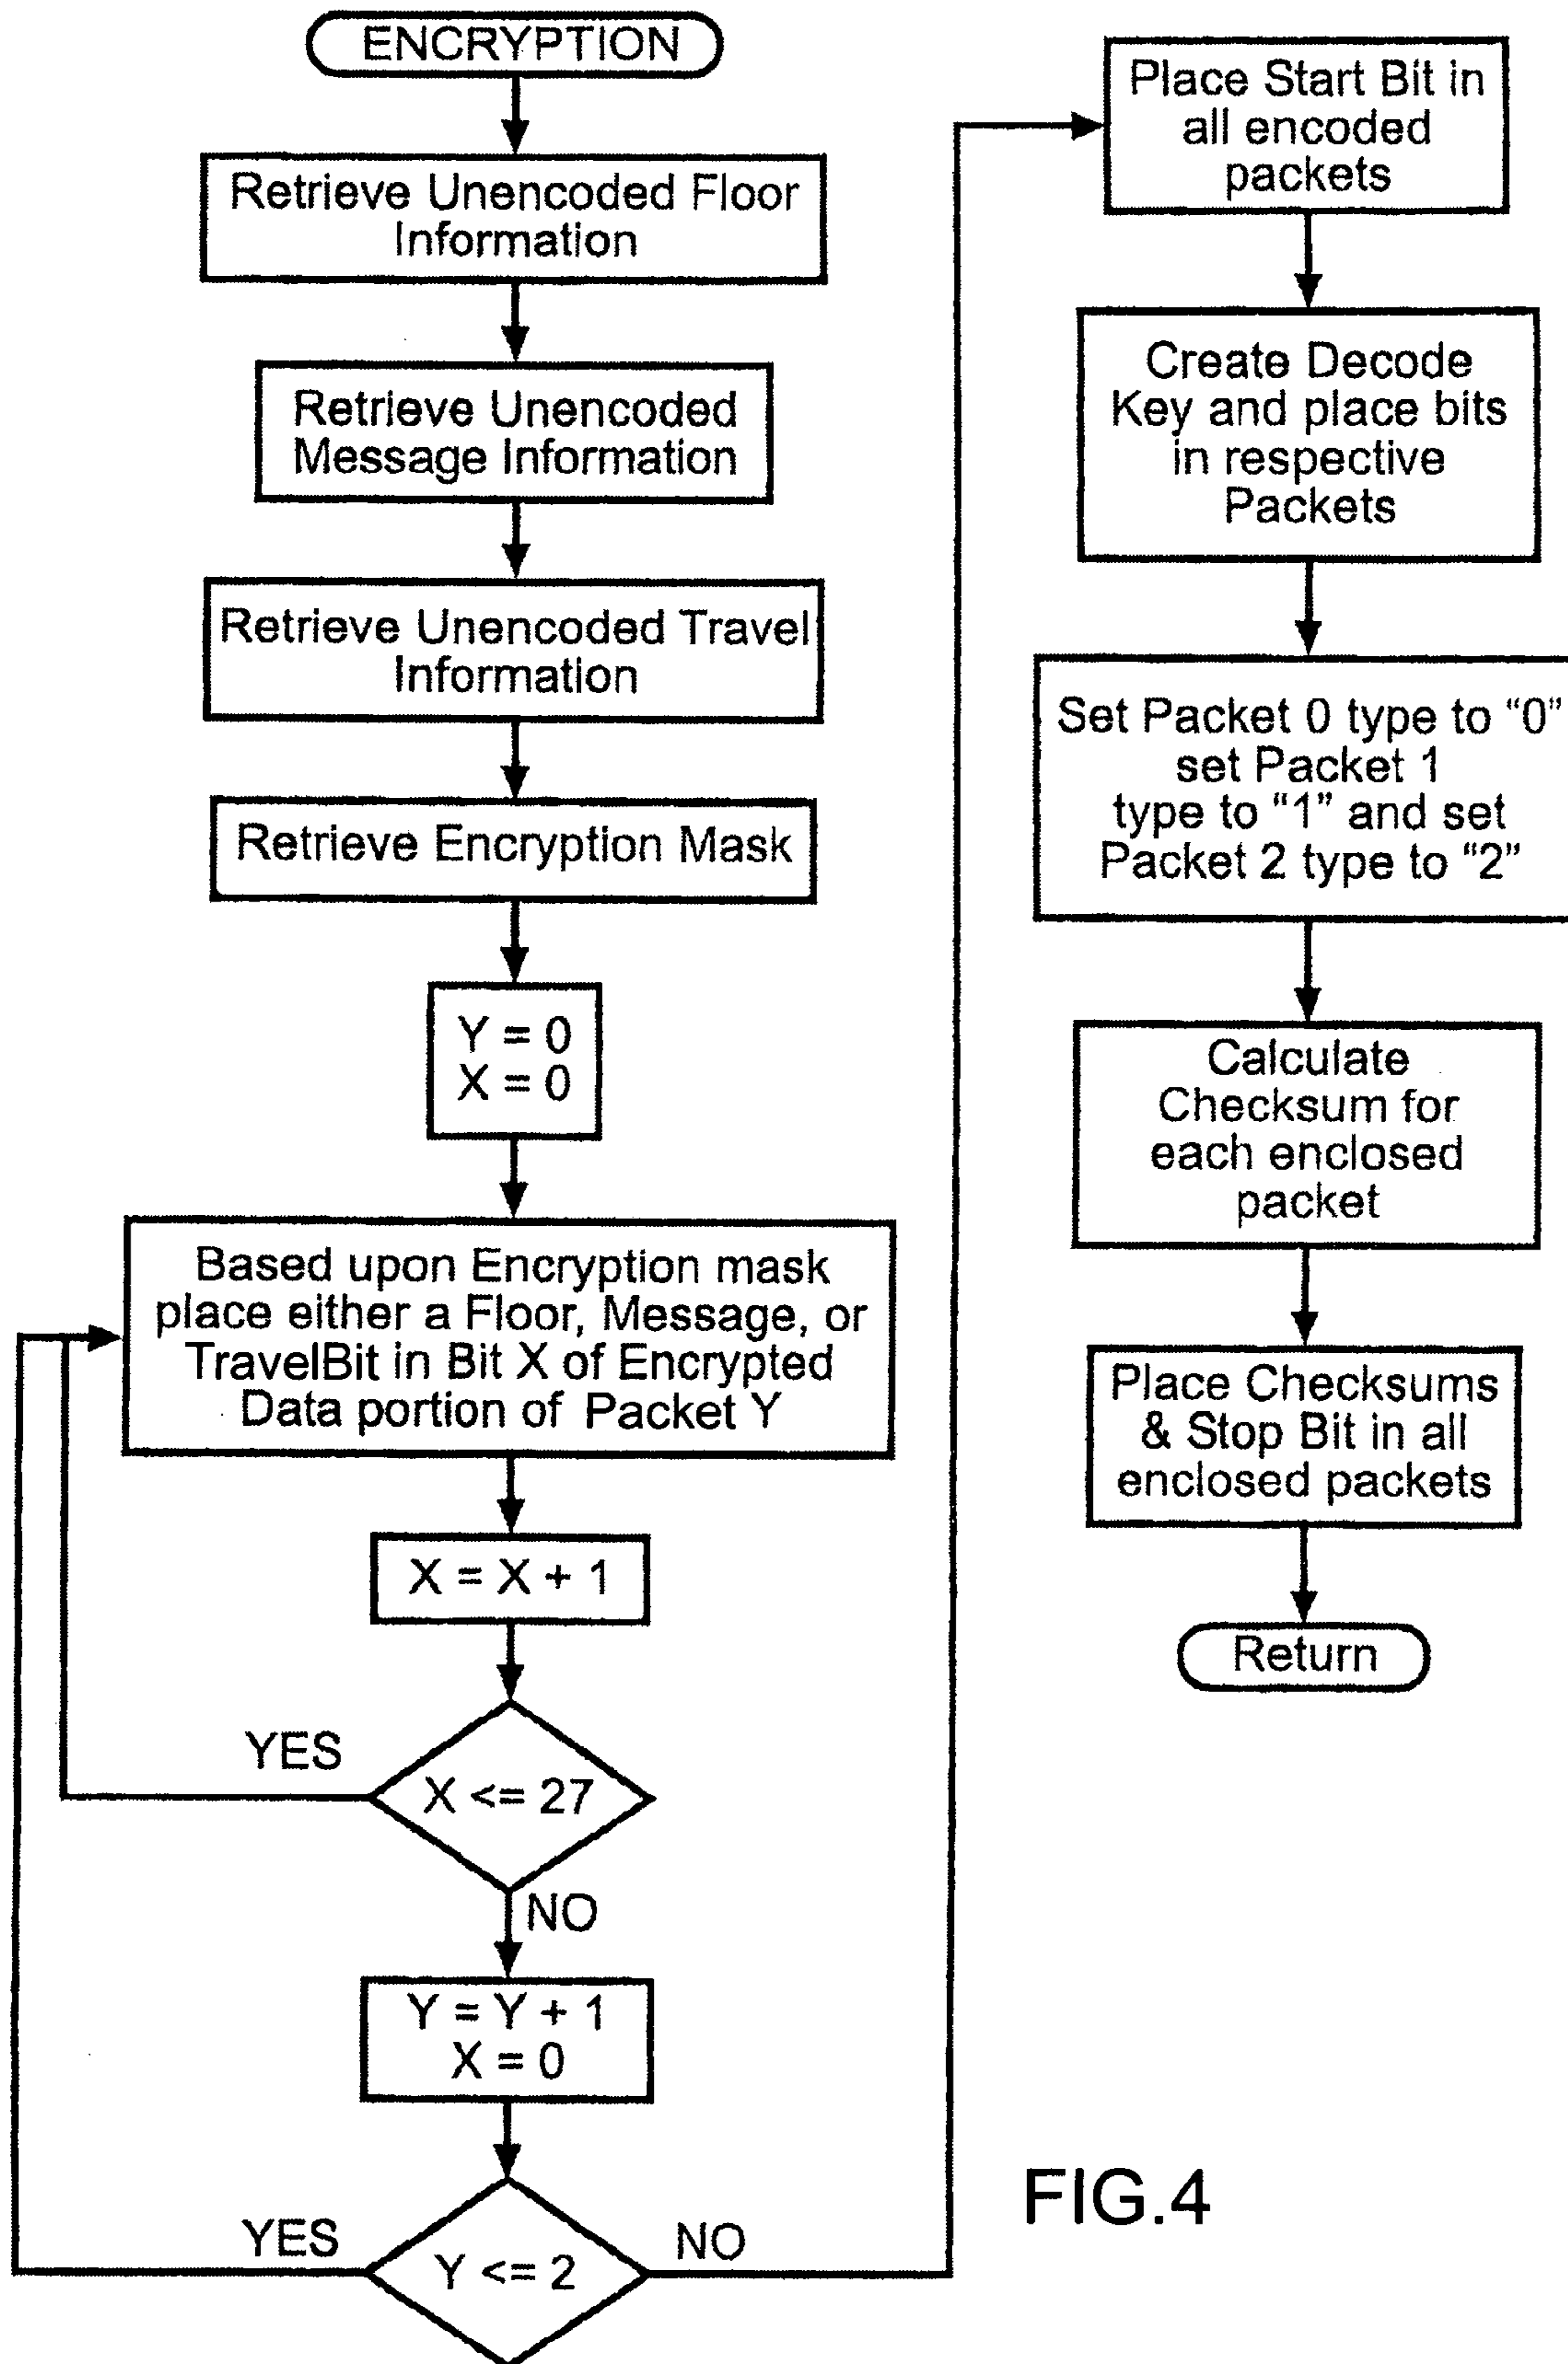 ENCRYPTION
Retrieve Unencoded Floor
Information
Retrieve Unencoded
Message Information
Retrieve Unencoded Travel
Information
Retrieve Encryption Mask
Y = 0
X = 0
Based upon Encryption mask
place either a Floor, Message, or
TravelBit in Bit X of Encrypted
Data portion of Packet Y
X = X + 1
YES
X <= 27
NO
Y = Y + 1
X = 0
YES
Y <= 2
NO
Place Start Bit in
all encoded
packets
Create Decode
Key and place bits
in respective
Packets
Set Packet 0 type to “0”
set Packet 1
type to “1” and set
Packet 2 type to “2”
Calculate
Checksum for
each enclosed
packet
Place Checksums
& Stop Bit in all
enclosed packets
Return
FIG.4